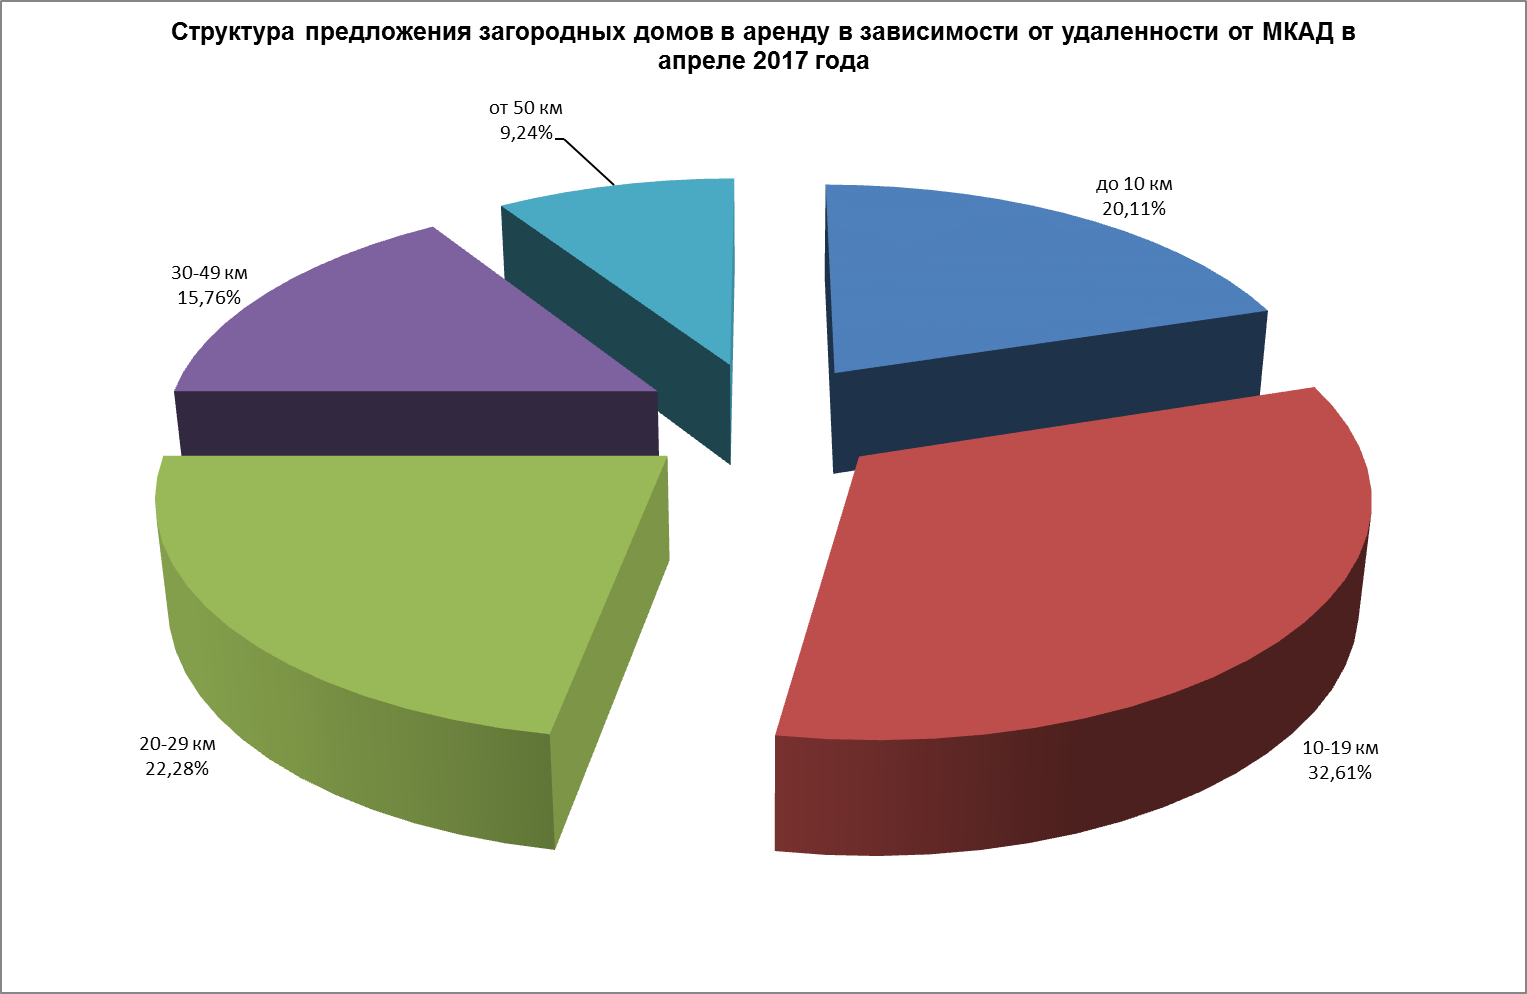 Структура предложения загородных домов в аренду в зависимости от удаленности от МКАД в
апреле 2017 года
от 50 км
9,24%
до 10 км
20,11%
30-49 км
15,76%
20-29 км
22,28%
10-19 км
32,61%